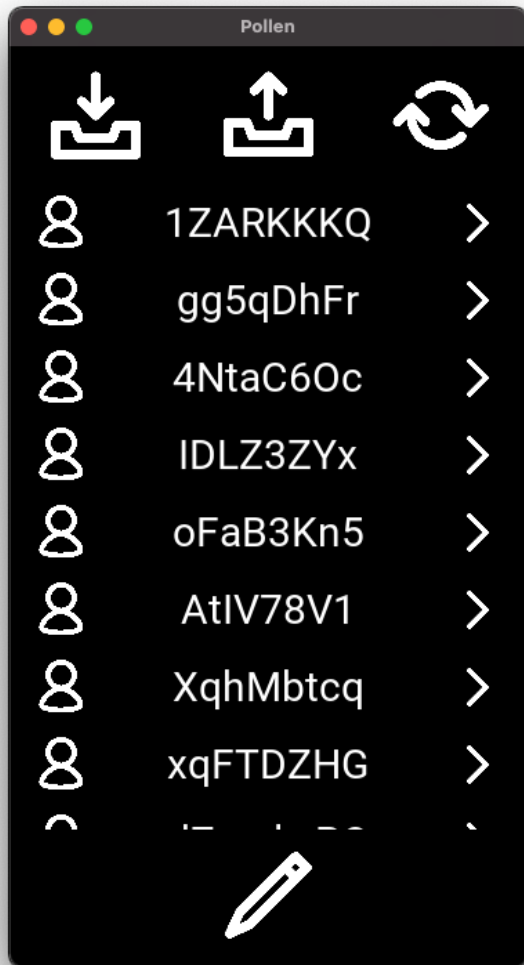 Pollen
1ZARKKKQ
gg5qDhFr
4NtaC6Oc
IDLZ3ZYx
oFaB3Kn5
AtIV78V1
XqhMbtcq
xqFTDZHG